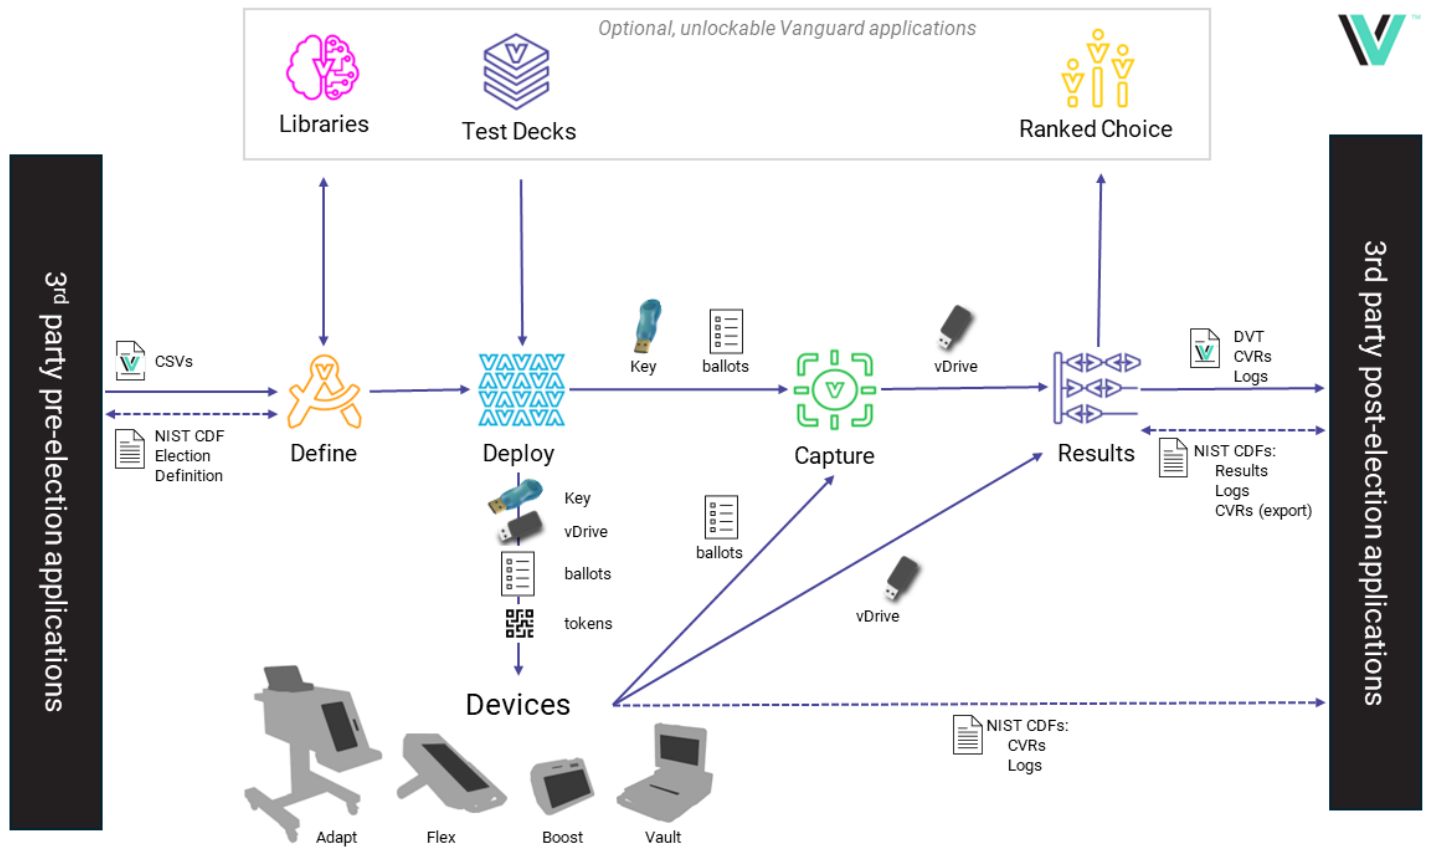 Optional, unlockable Vanguard applications
TM
Libraries
Test Decks
Ranked Choice
3rd party pre-election applications
3rd party post-election applications
CSVs
NIST CDF
Election
Definition
Define
Deploy
Key
ballots
Capture
vDrive
Results
DVT
CVRs
Logs
NIST CDFs:
Results
Logs
CVRs (export)
Key
vDrive
ballots
tokens
ballots
vDrive
Devices
NIST CDFs:
CVRs
Logs
Adapt
Flex
Boost
Vault